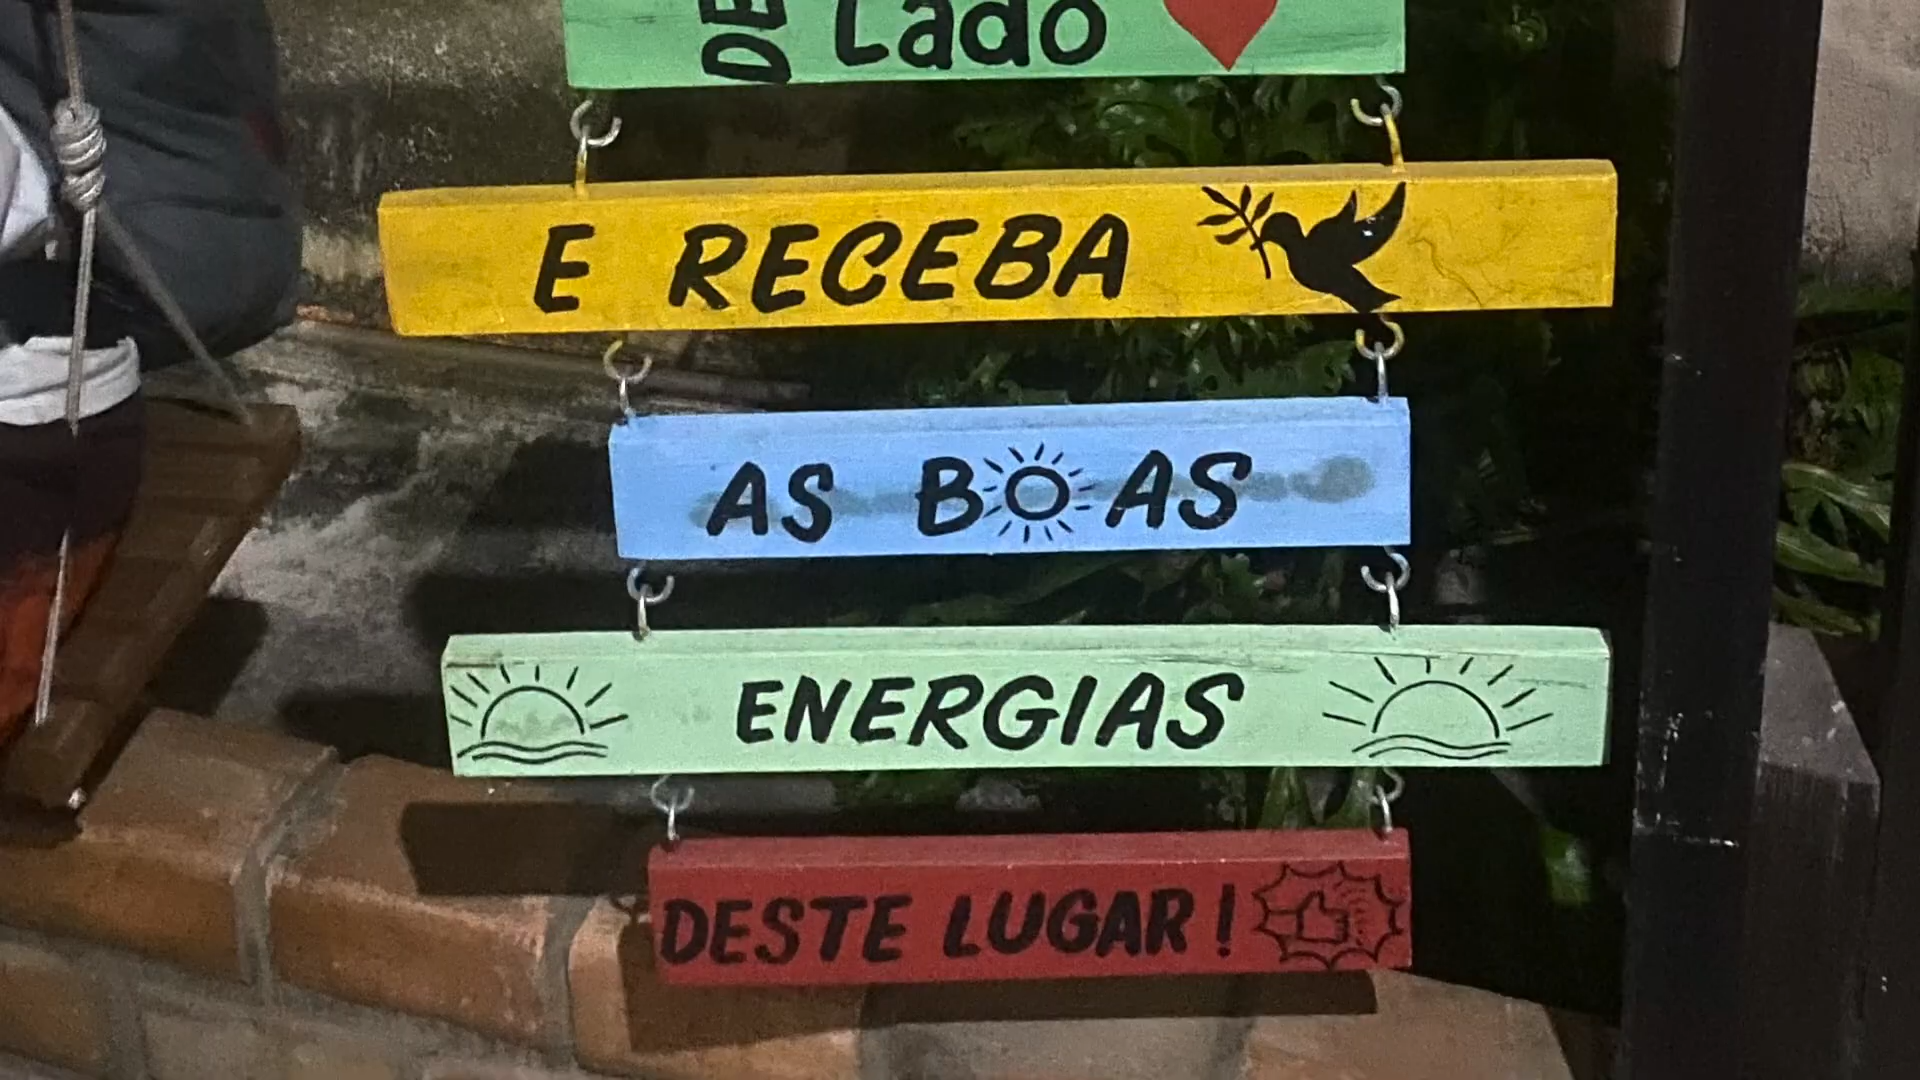 DE Lado
E RECEBA
AS BOAS
ENERGIAS
DESTE LUGAR!